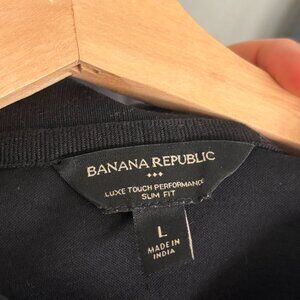 BANANA REPUBLIC
LUXE TOUCH PERFORMANCE
SLIM FIT
L
MADE IN
INDIA